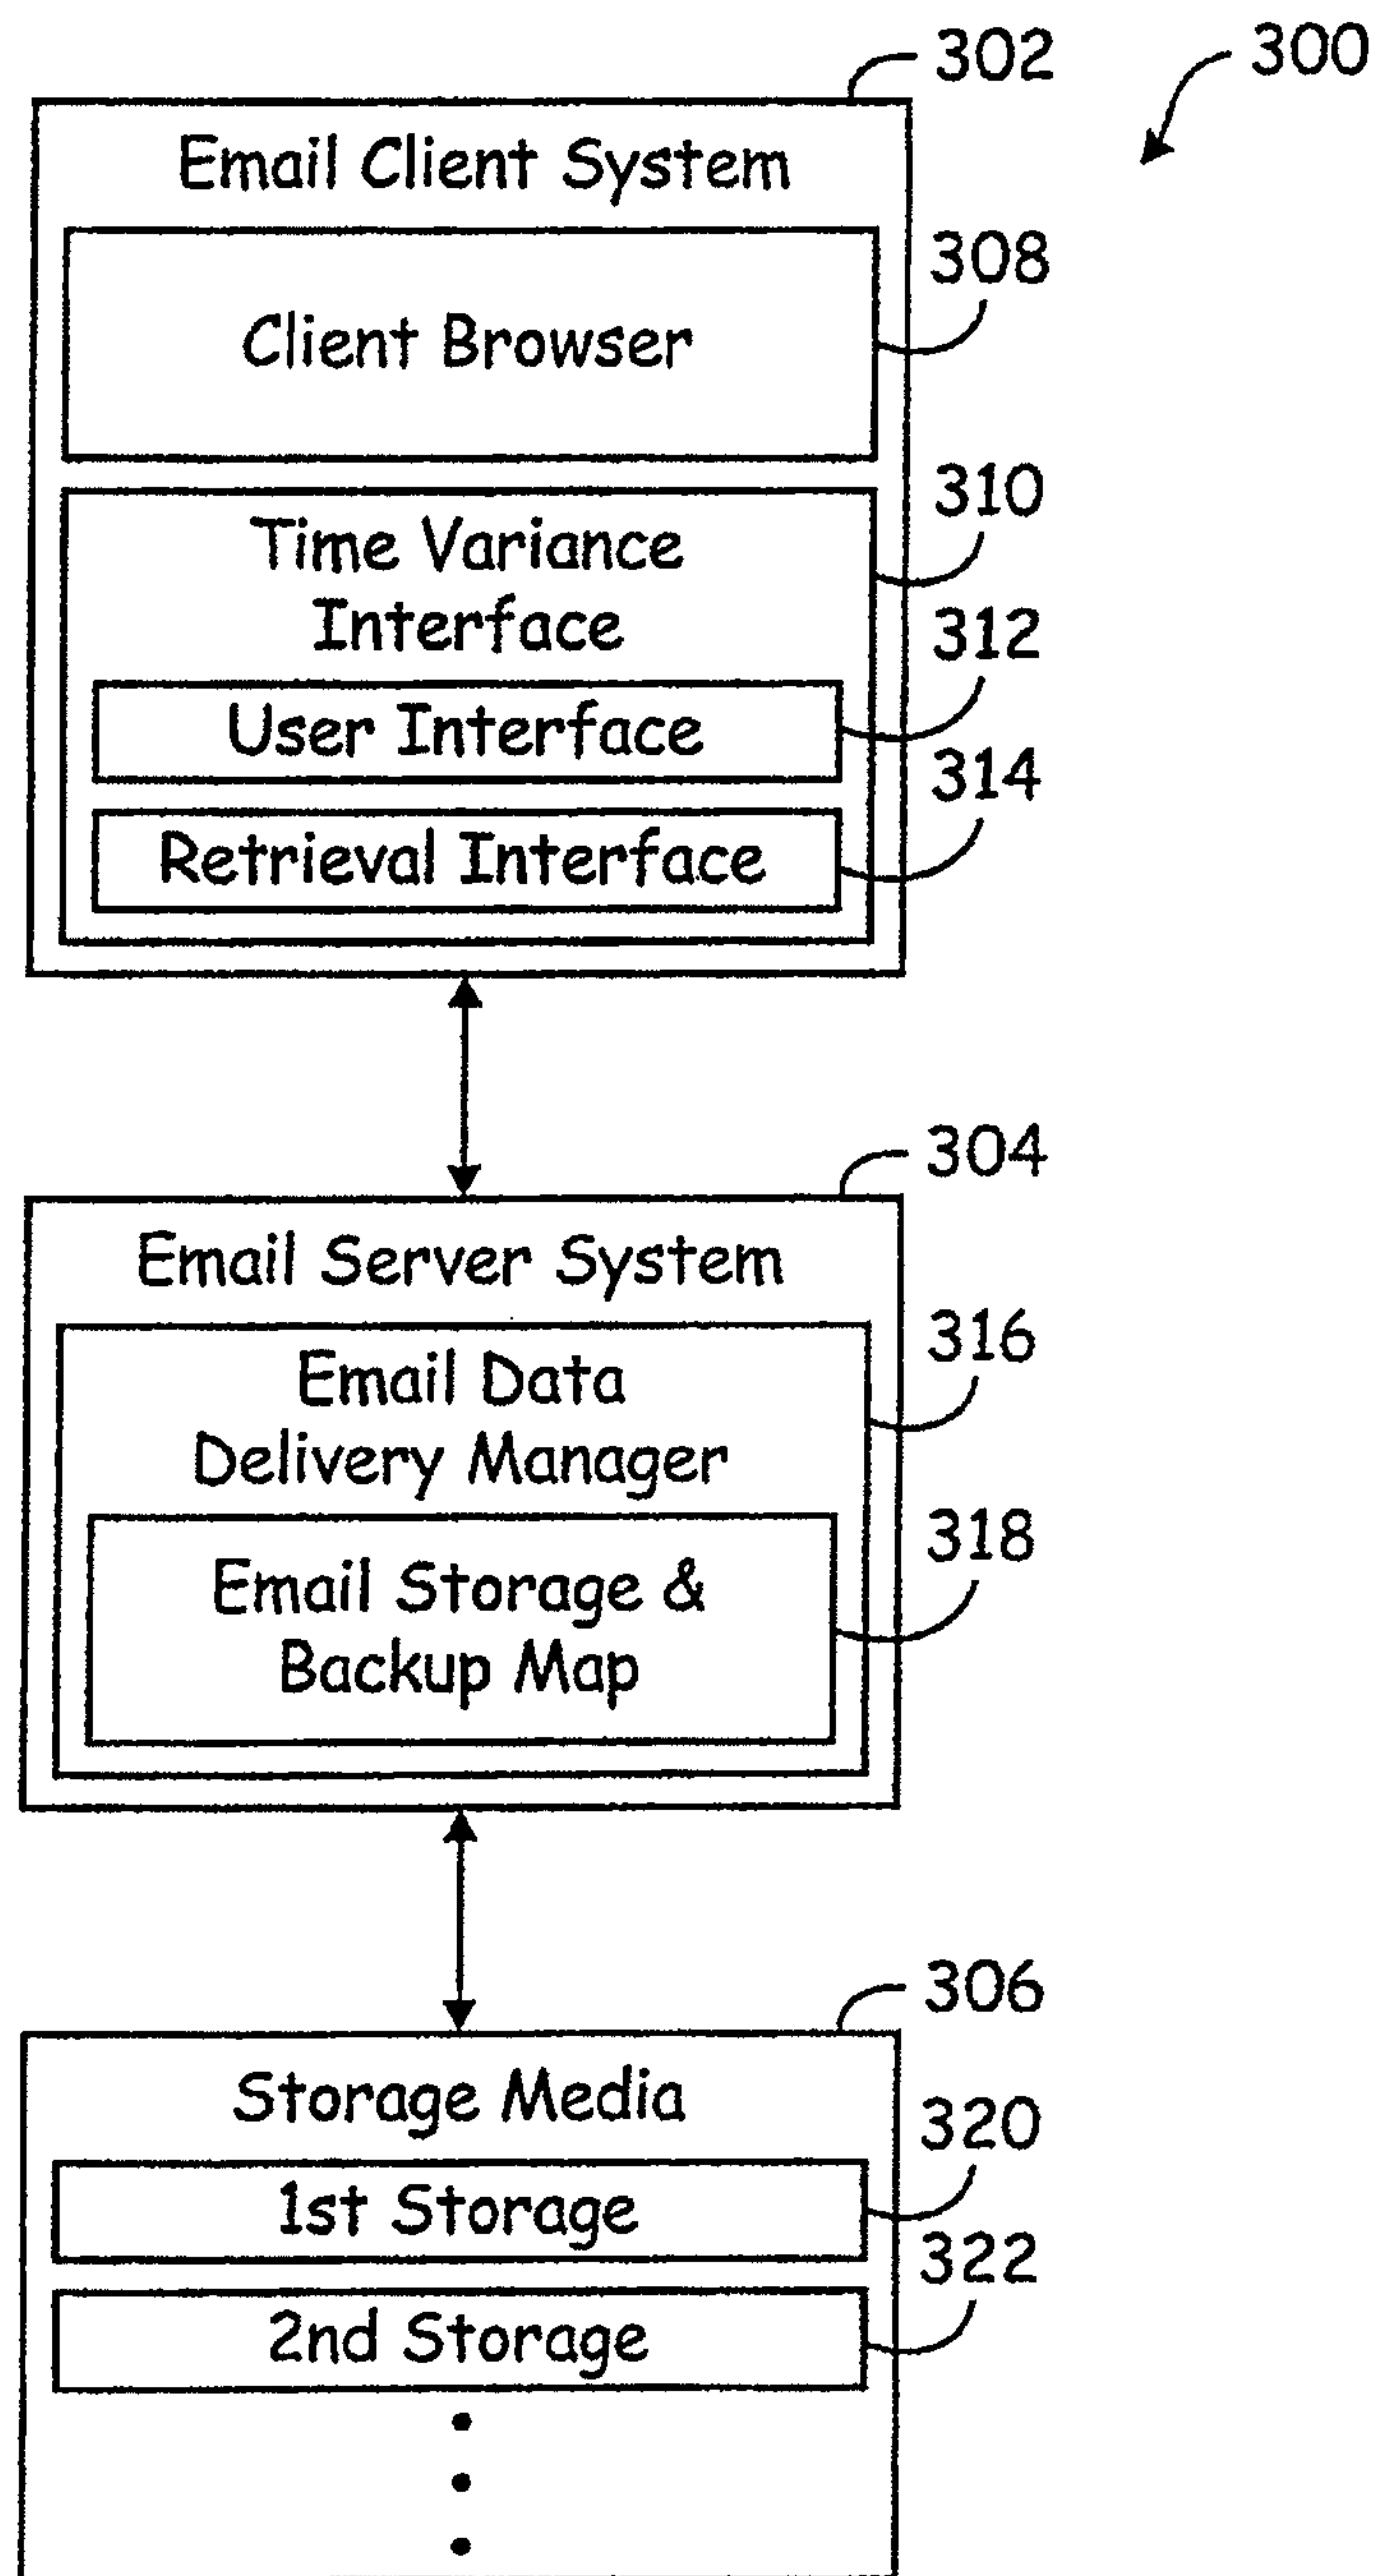 302
300
Email Client System
308
Client Browser
310
Time Variance
Interface
312
User Interface
314
Retrieval Interface
304
Email Server System
316
Email Data
Delivery Manager
318
Email Storage &
Backup Map
306
Storage Media
320
1st Storage
322
2nd Storage